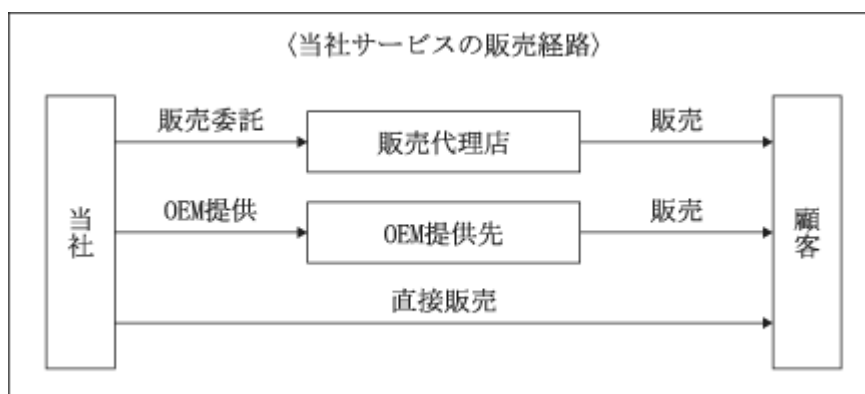 〈当社サービスの販売経路〉
販売委託
販売代理店
販売
当社
OEM提供
OEM提供先
販売
顧客
直接販売